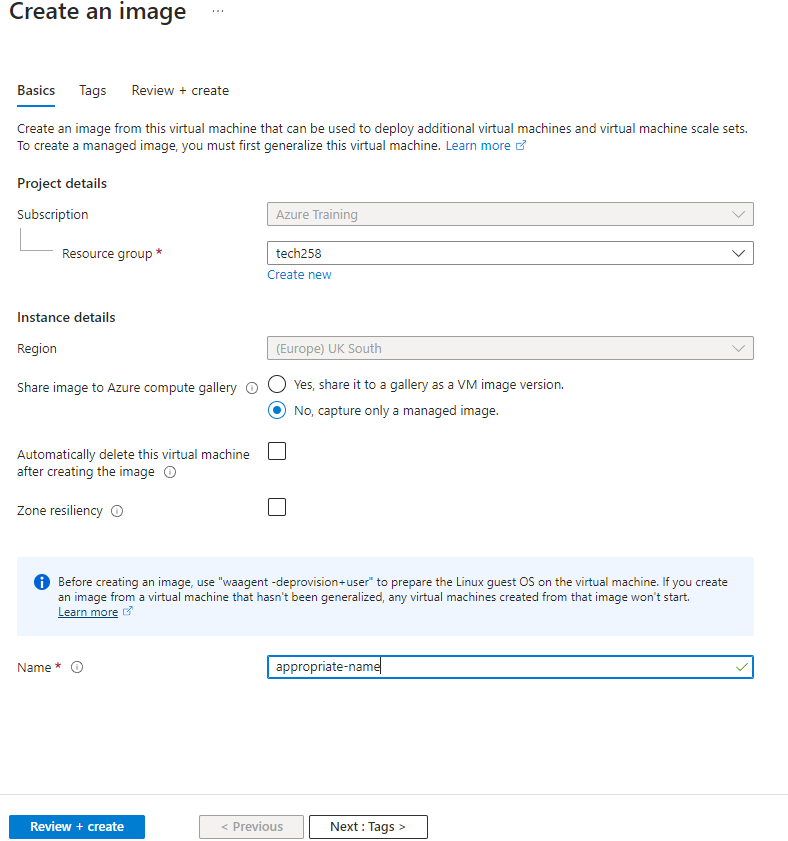 Create an image ...
Basics Tags Review + create
Create an image from this virtual machine that can be used to deploy additional virtual machines and virtual machine scale sets.
To create a managed image, you must first generalize this virtual machine. Learn more
Project details
Subscription
Azure Training
Resource group *
tech258
Create new
Instance details
Region
(Europe) UK South
Share image to Azure compute gallery
Yes, share it to a gallery as a VM image version.
No, capture only a managed image.
Automatically delete this virtual machine
after creating the image
Zone resiliency
Before creating an image, use "waagent -deprovision+user" to prepare the Linux guest OS on the virtual machine. If you create
an image from a virtual machine that hasn't been generalized, any virtual machines created from that image won't start.
Learn more
Name *
appropriate-name
Review + create
< Previous
Next : Tags >